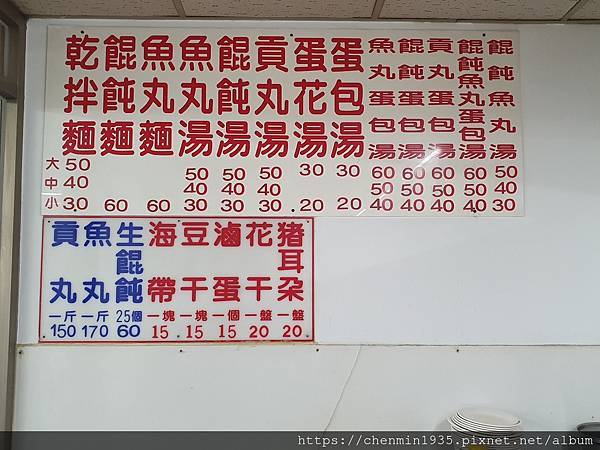 大 中 小
乾拌麵 50 40 30
餛飩麵 60
魚丸麵 60
魚丸湯 50 40 30
餛飩湯 50 40 30
貢丸湯 50 40 30
蛋花湯 30 20
蛋包湯 30 20
魚丸蛋包湯 60 50 40
餛飩蛋包湯 60 50 40
貢丸蛋包湯 60 50 40
餛飩魚丸蛋包湯 60 50 40
餛飩魚丸湯 50 40 30
貢丸 一斤 150
魚丸 一斤 170
生餛飩 25個 60
海帶 一塊 15
豆干 一塊 15
滷蛋 一個 15
花干 一盤 20
豬耳朵 一盤 20
https://chenmin1935.pixnet.net/album